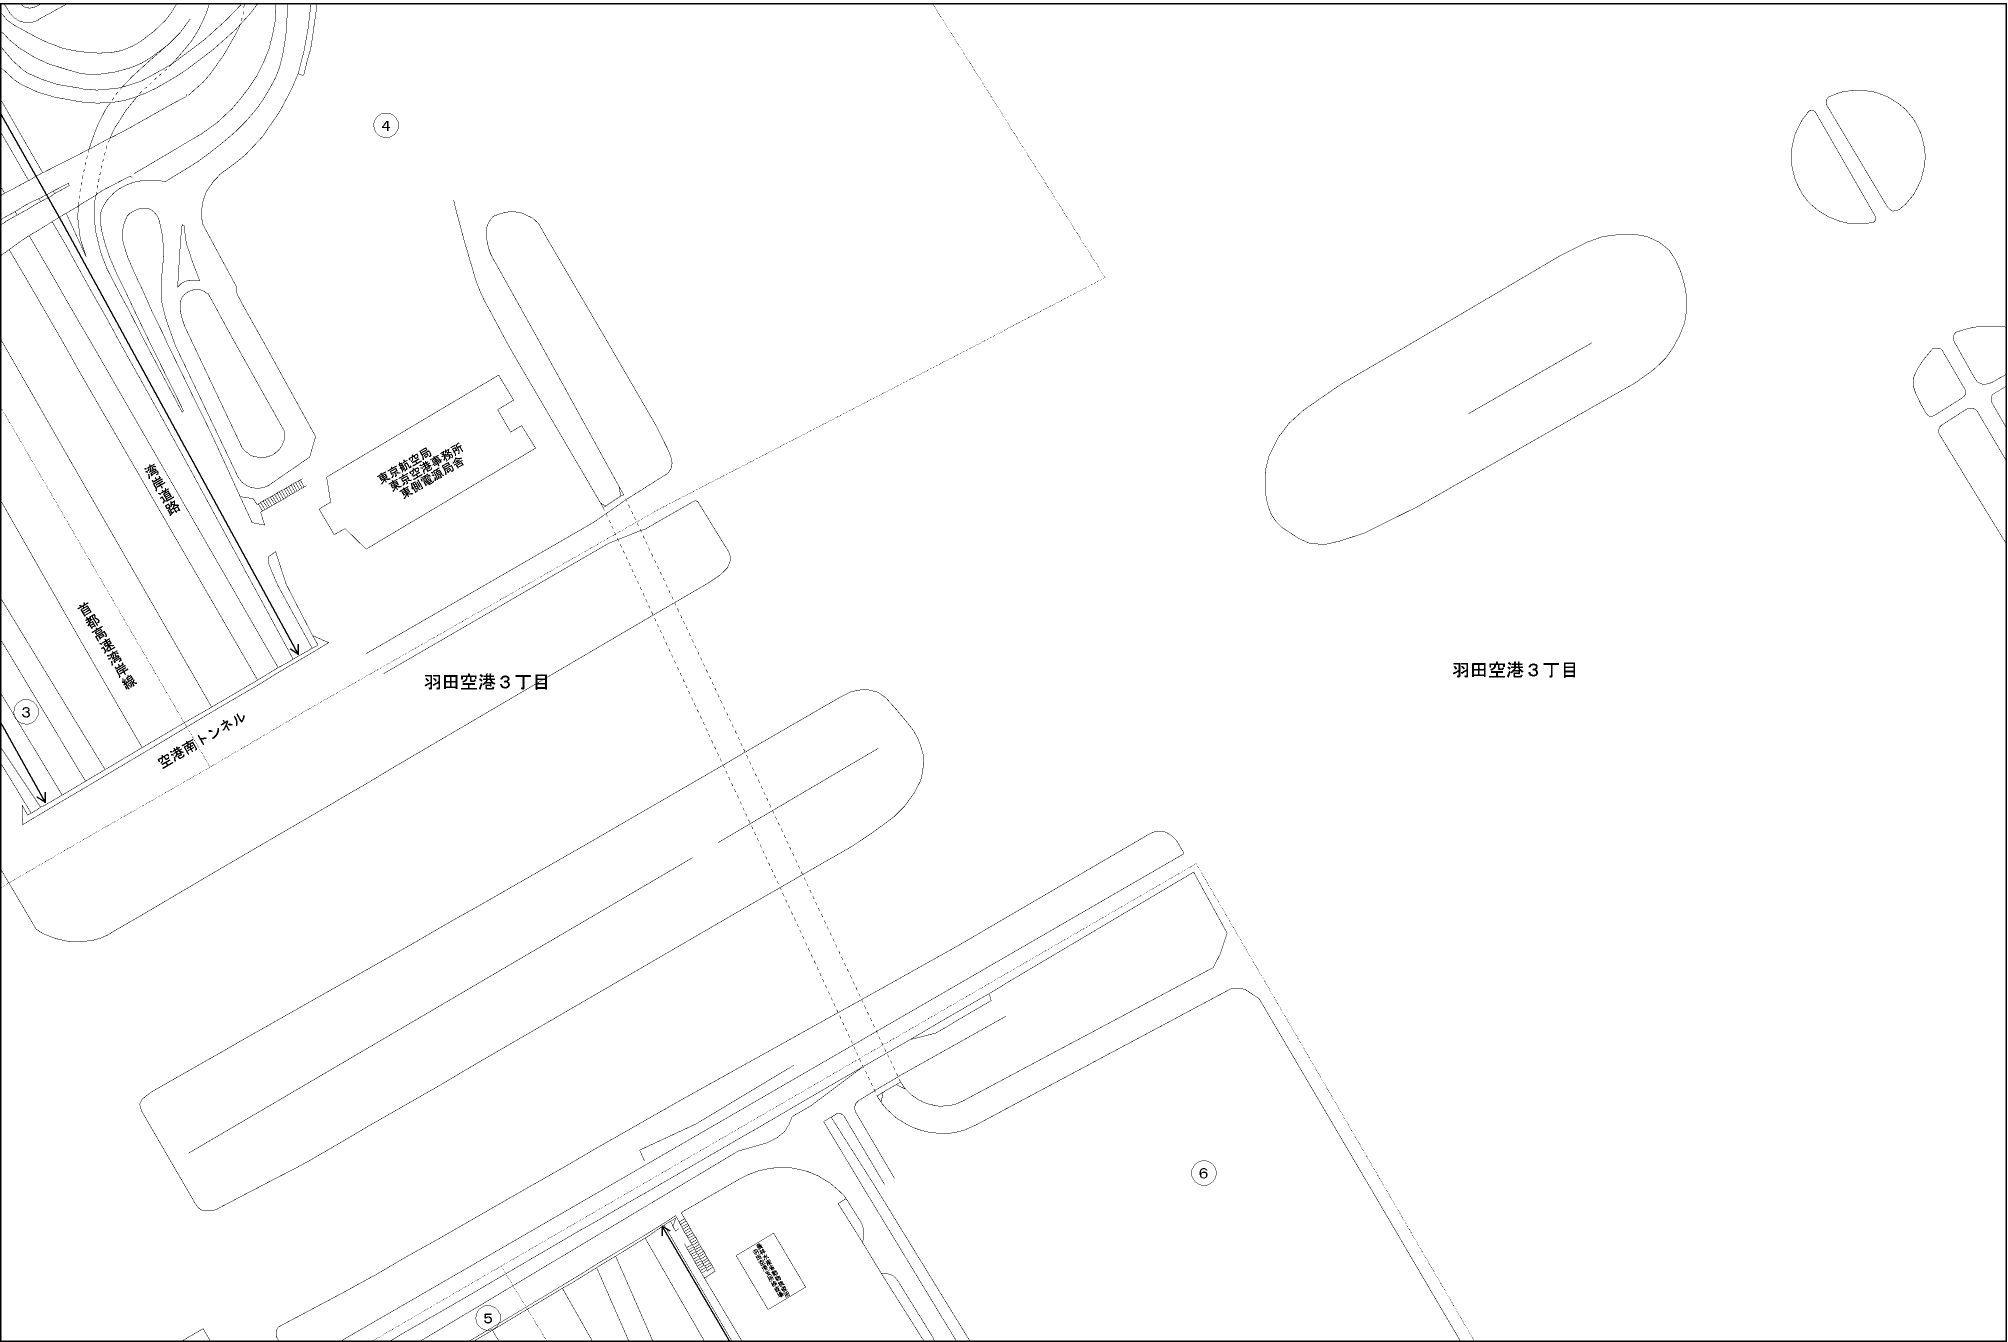 ④
東京航空局
東京空港事務所
東側電源局舎
湾岸道路
首都高速湾岸線
③
空港南トンネル
羽田空港3丁目
羽田空港3丁目
⑥
⑤